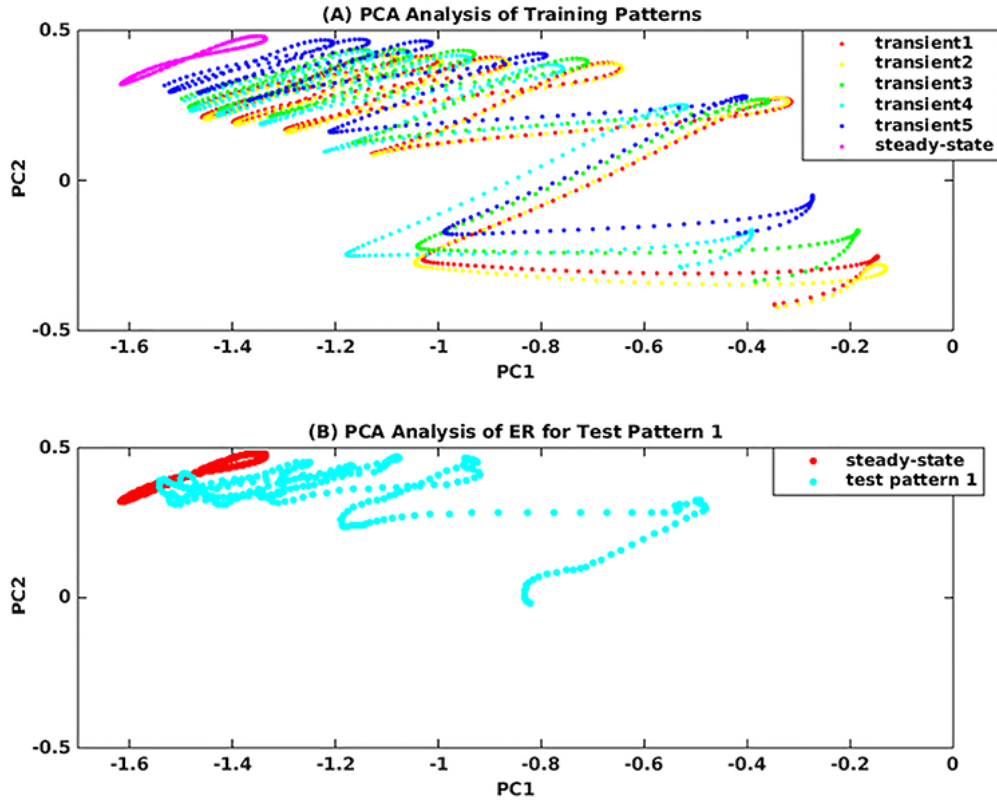 (A) PCA Analysis of Training Patterns
0.5
0
-0.5
PC2
transient1
transient2
transient3
transient4
transient5
steady-state
-1.6 -1.4 -1.2 -1 -0.8 -0.6 -0.4 -0.2 0
PC1
(B) PCA Analysis of ER for Test Pattern 1
0.5
0
-0.5
PC2
steady-state
test pattern 1
-1.6 -1.4 -1.2 -1 -0.8 -0.6 -0.4 -0.2 0
PC1